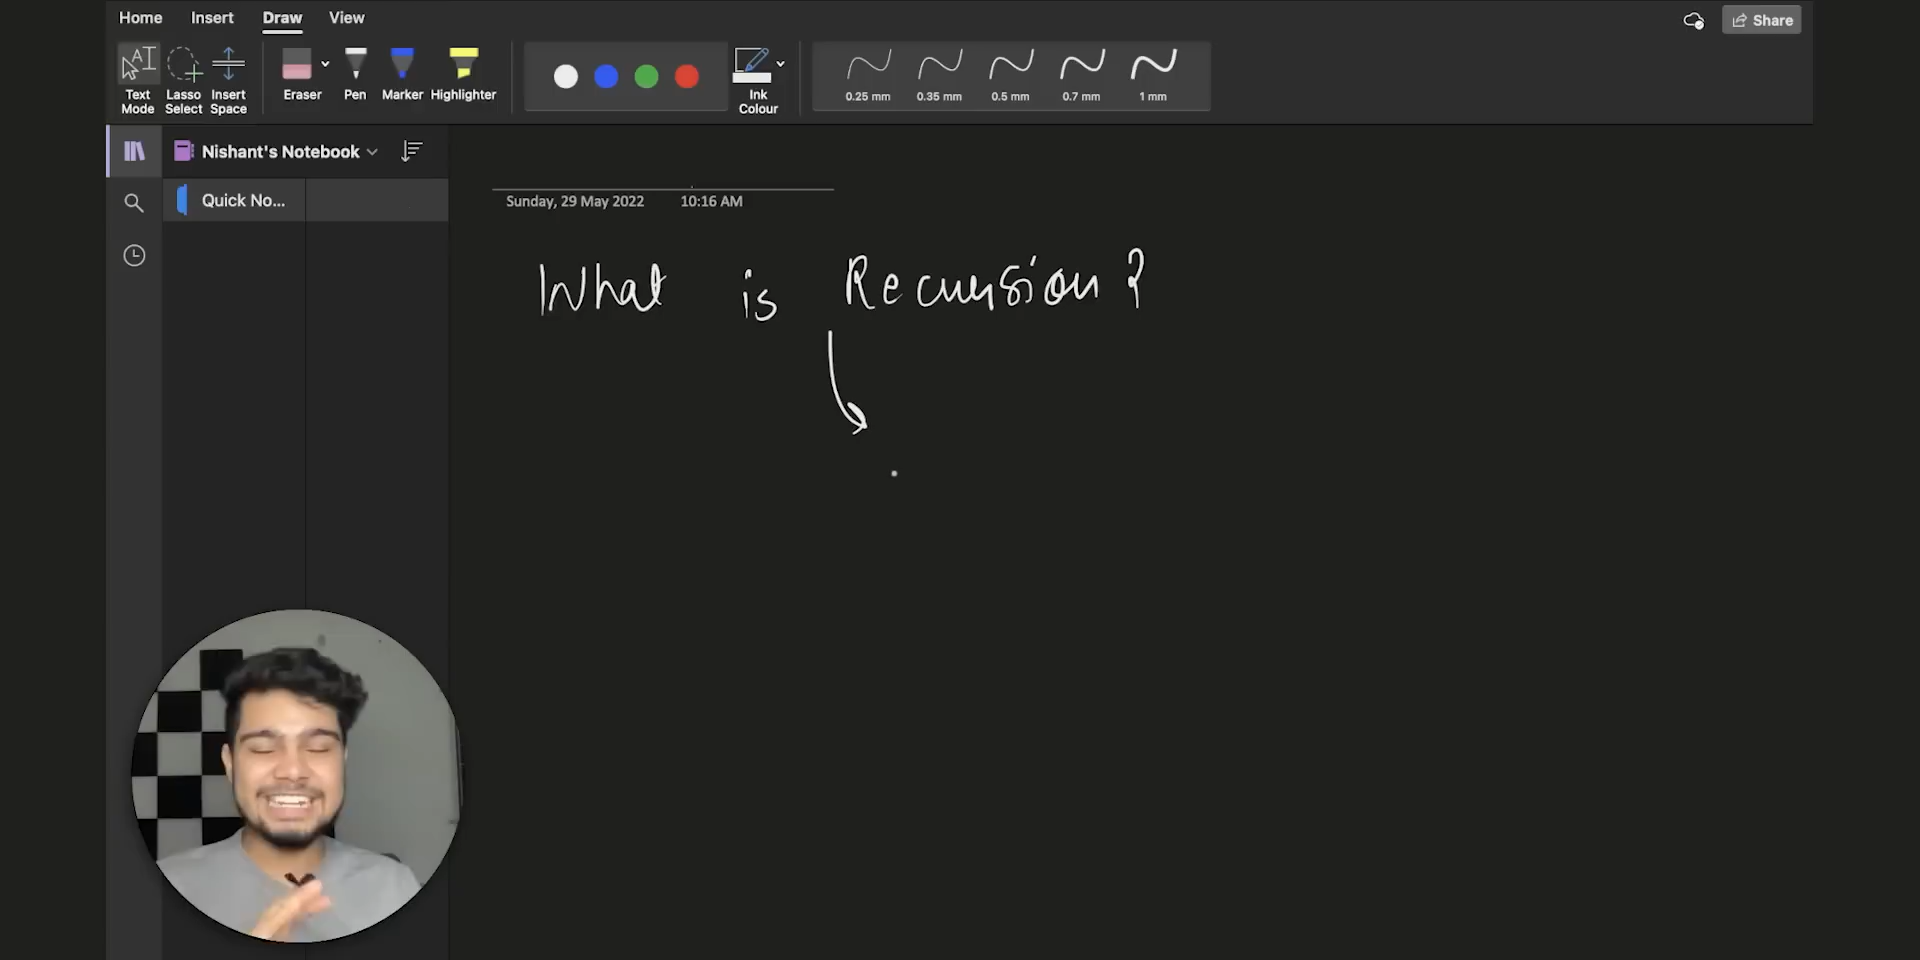 Home Insert Draw View
Share
Text Mode
Lasso Select
Insert Space
Eraser
Pen
Marker
Highlighter
Ink Colour
0.25 mm
0.35 mm
0.5 mm
0.7 mm
1 mm
Nishant's Notebook
Quick No...
Sunday, 29 May 2022 10:16 AM
What is Recursion?